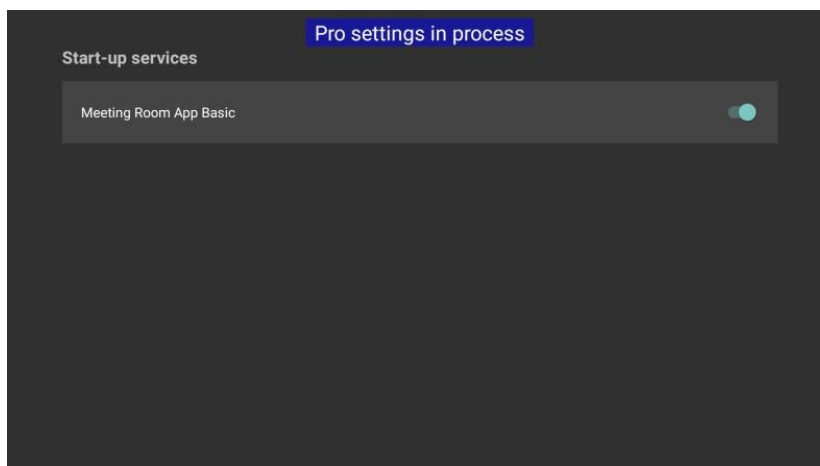 Pro settings in process
Start-up services
Meeting Room App Basic